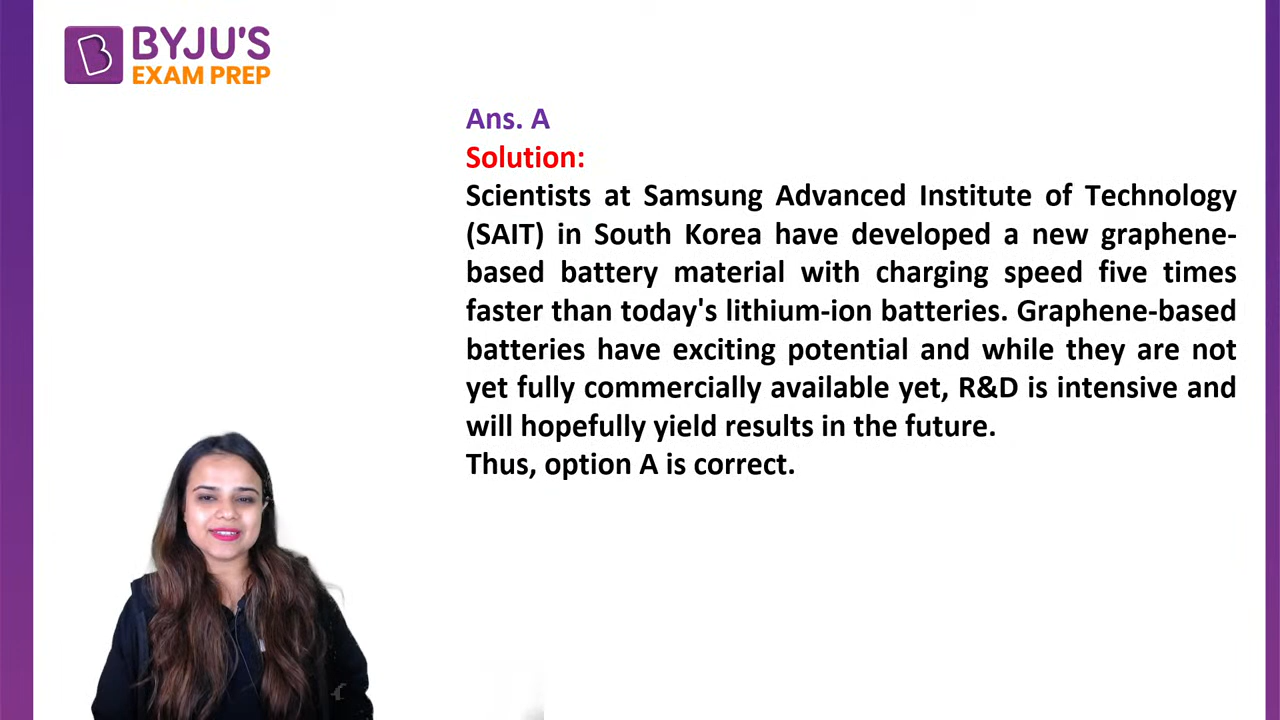 BYJU'S
EXAM PREP
Ans. A
Solution:
Scientists at Samsung Advanced Institute of Technology
(SAIT) in South Korea have developed a new graphene-
based battery material with charging speed five times
faster than today's lithium-ion batteries. Graphene-based
batteries have exciting potential and while they are not
yet fully commercially available yet, R&D is intensive and
will hopefully yield results in the future.
Thus, option A is correct.